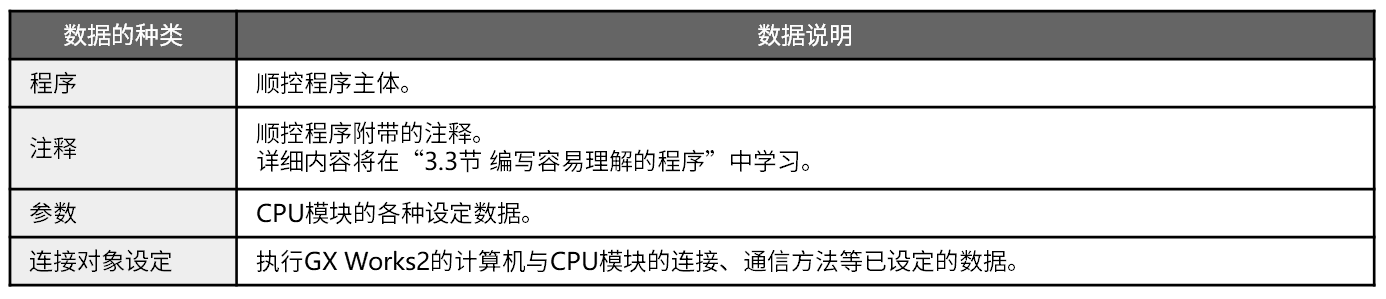 数据的种类 数据说明
程序 顺控程序主体。
注释 顺控程序附带的注释。
详细内容将在“3.3节 编写容易理解的程序”中学习。
参数 CPU模块的各种设定数据。
连接对象设定 执行GX Works2的计算机与CPU模块的连接、通信方法等已设定的数据。